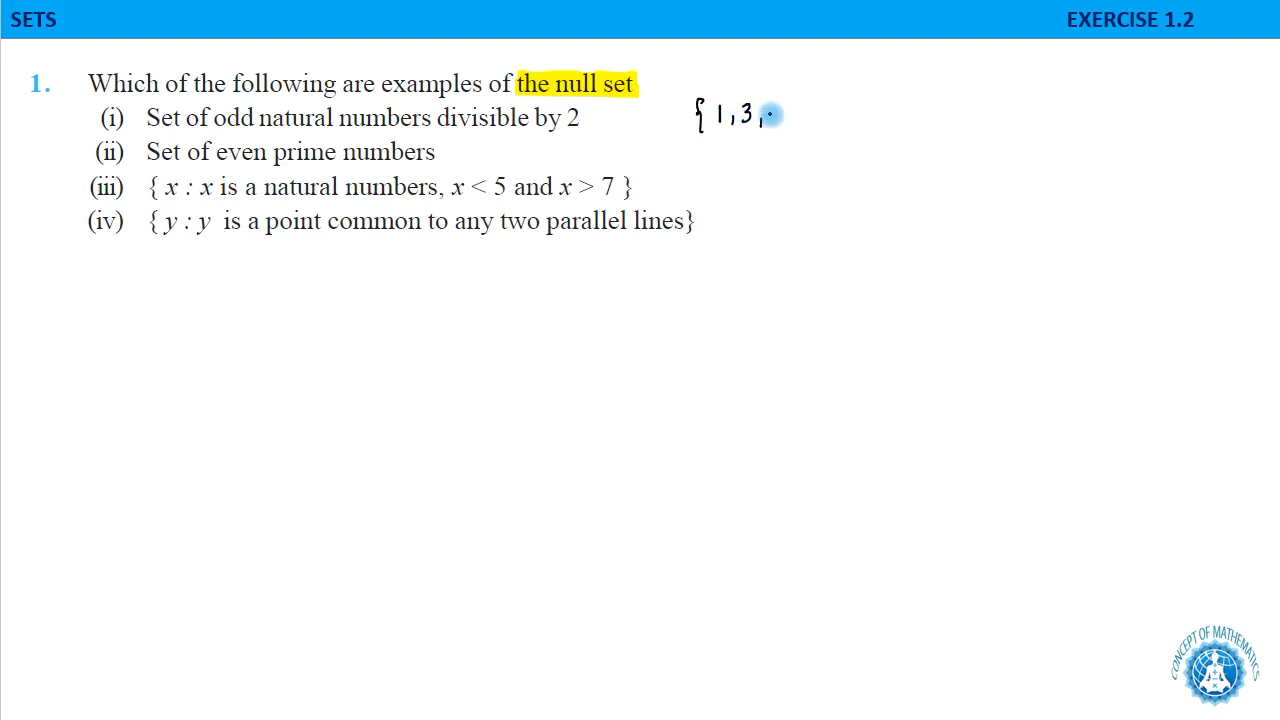 SETS EXERCISE 1.2
1. Which of the following are examples of the null set
(i) Set of odd natural numbers divisible by 2 { 1, 3, .
(ii) Set of even prime numbers
(iii) { x : x is a natural numbers, x < 5 and x > 7 }
(iv) { y : y is a point common to any two parallel lines}
CONCEPT OF MATHEMATICS